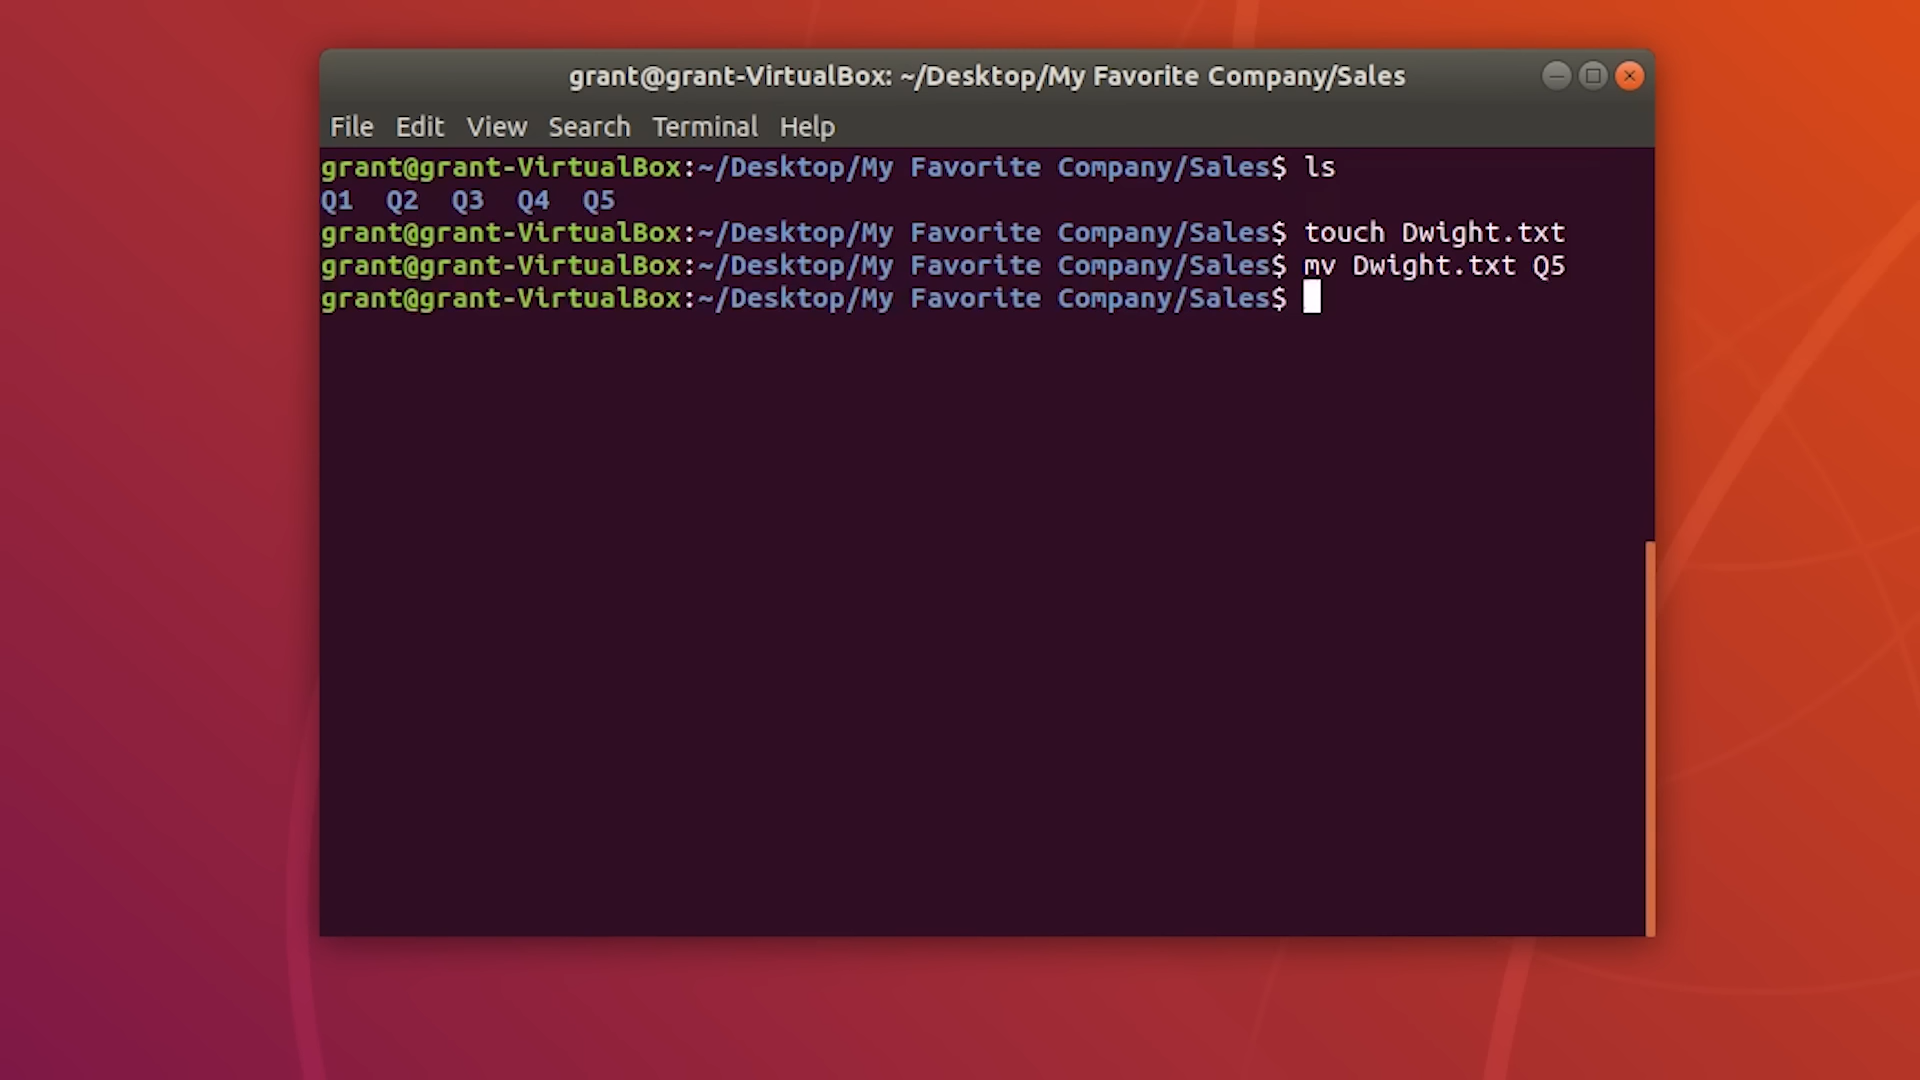 grant@grant-VirtualBox: ~/Desktop/My Favorite Company/Sales
File Edit View Search Terminal Help
grant@grant-VirtualBox:~/Desktop/My Favorite Company/Sales$ ls
Q1 Q2 Q3 Q4 Q5
grant@grant-VirtualBox:~/Desktop/My Favorite Company/Sales$ touch Dwight.txt
grant@grant-VirtualBox:~/Desktop/My Favorite Company/Sales$ mv Dwight.txt Q5
grant@grant-VirtualBox:~/Desktop/My Favorite Company/Sales$